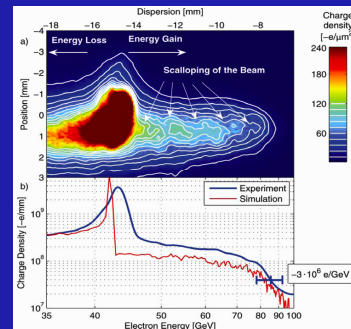 Dispersion [mm]
−18 −16 −14 −12 −10 −8
Charge density [−e/µm²]
a)
Energy Loss Energy Gain
Scalloping of the Beam
Position [mm]
−4
−3
−2
−1
0
1
2
3
240
180
120
60
b)
Experiment
Simulation
Charge Density [−e/mm]
10⁹
10⁸
10⁷
~3·10⁶ e/GeV
35 40 50 60 70 80 90 100
Electron Energy [GeV]